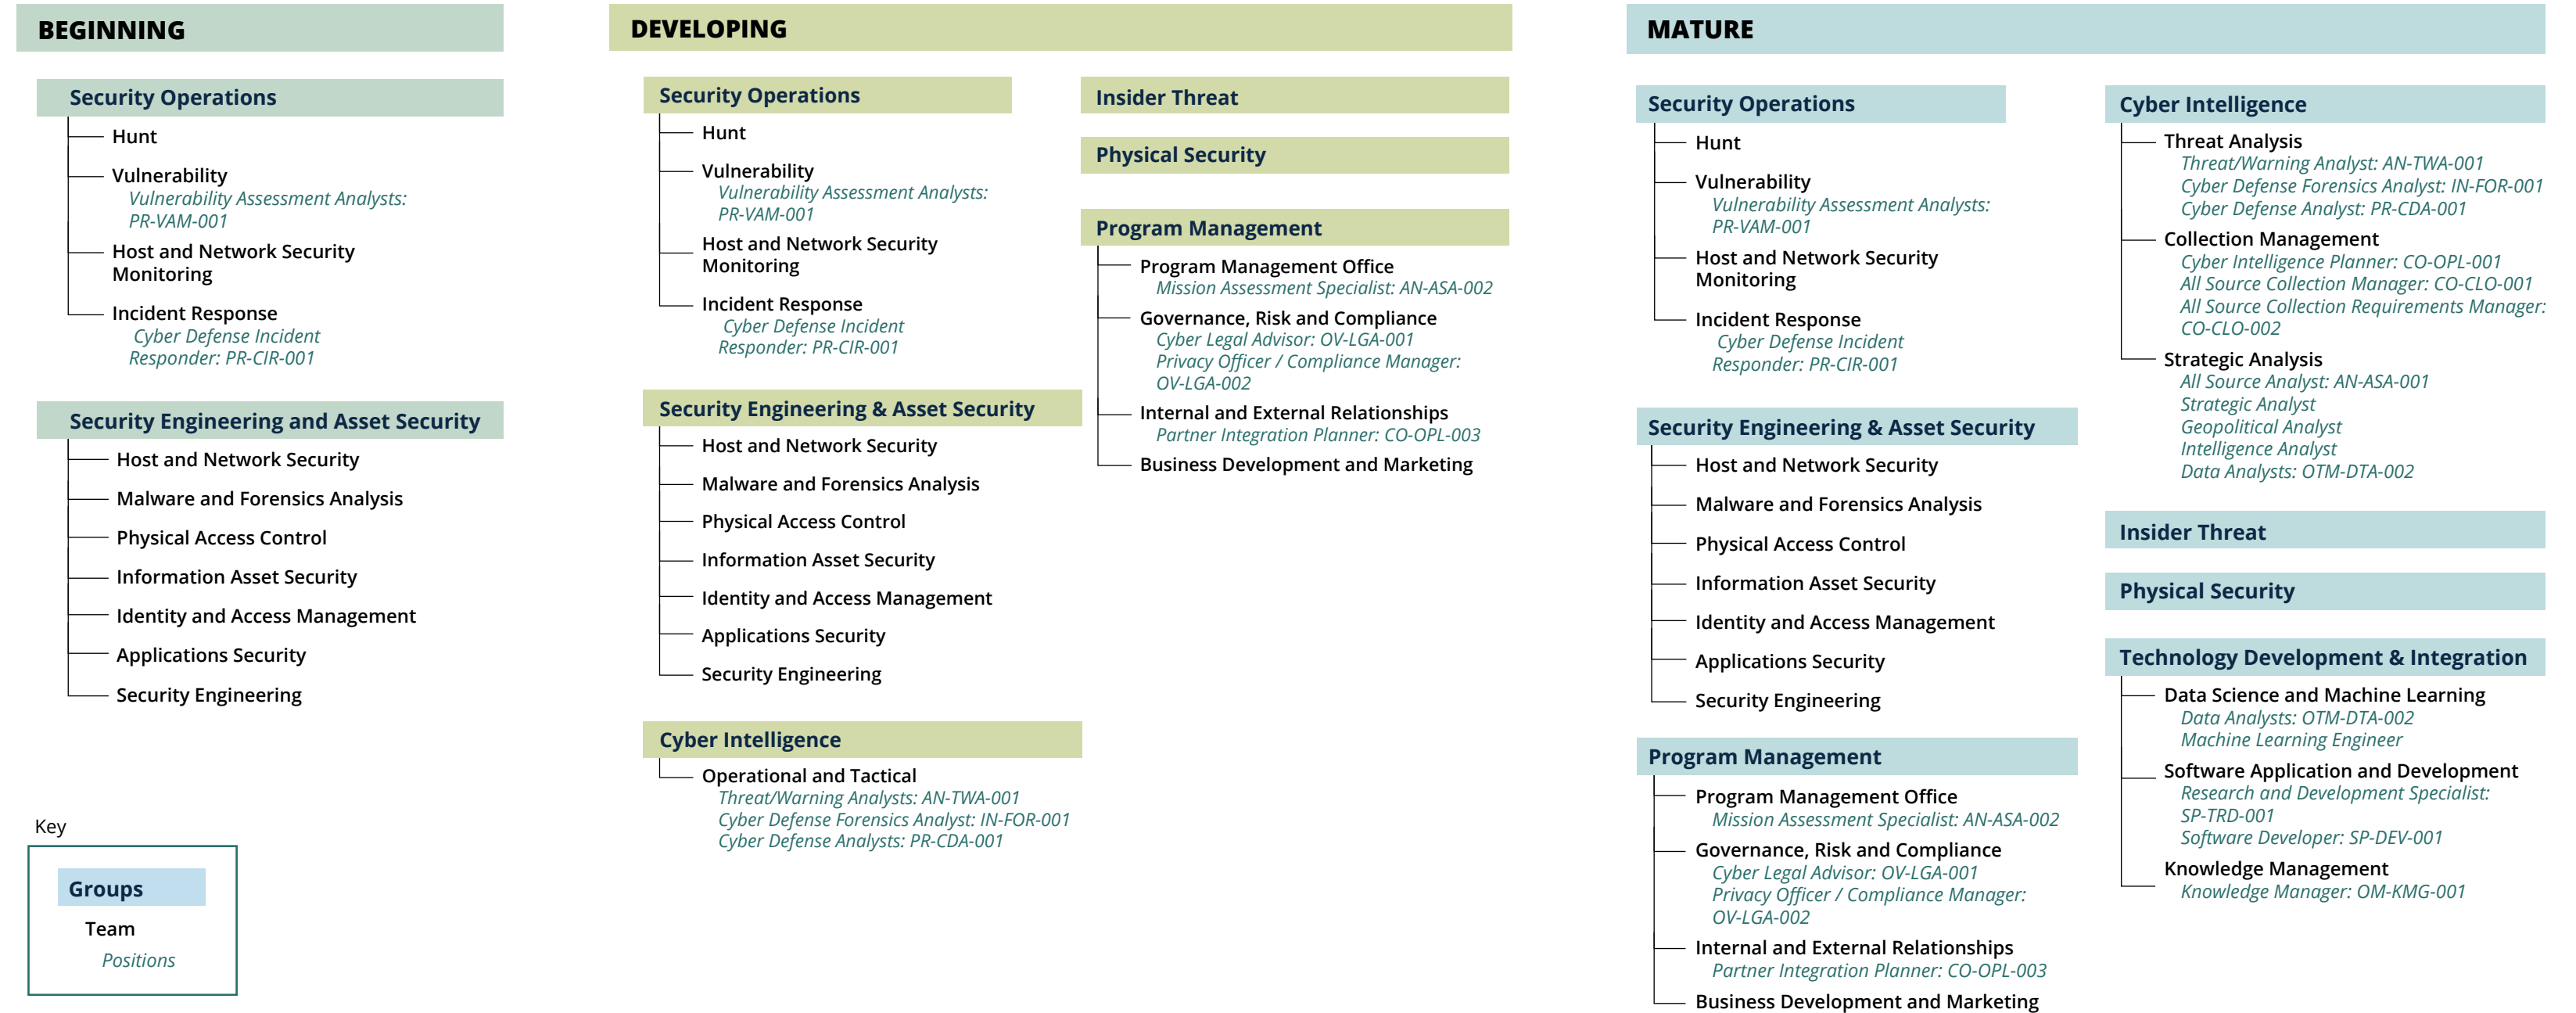 BEGINNING
Security Operations
Hunt
Vulnerability
Vulnerability Assessment Analysts:
PR-VAM-001
Host and Network Security
Monitoring
Incident Response
Cyber Defense Incident
Responder: PR-CIR-001
Security Engineering and Asset Security
Host and Network Security
Malware and Forensics Analysis
Physical Access Control
Information Asset Security
Identity and Access Management
Applications Security
Security Engineering
Key
Groups
Team
Positions
DEVELOPING
Security Operations
Hunt
Vulnerability
Vulnerability Assessment Analysts:
PR-VAM-001
Host and Network Security
Monitoring
Incident Response
Cyber Defense Incident
Responder: PR-CIR-001
Security Engineering & Asset Security
Host and Network Security
Malware and Forensics Analysis
Physical Access Control
Information Asset Security
Identity and Access Management
Applications Security
Security Engineering
Cyber Intelligence
Operational and Tactical
Threat/Warning Analysts: AN-TWA-001
Cyber Defense Forensics Analyst: IN-FOR-001
Cyber Defense Analysts: PR-CDA-001
Insider Threat
Physical Security
Program Management
Program Management Office
Mission Assessment Specialist: AN-ASA-002
Governance, Risk and Compliance
Cyber Legal Advisor: OV-LGA-001
Privacy Officer / Compliance Manager:
OV-LGA-002
Internal and External Relationships
Partner Integration Planner: CO-OPL-003
Business Development and Marketing
MATURE
Security Operations
Hunt
Vulnerability
Vulnerability Assessment Analysts:
PR-VAM-001
Host and Network Security
Monitoring
Incident Response
Cyber Defense Incident
Responder: PR-CIR-001
Security Engineering & Asset Security
Host and Network Security
Malware and Forensics Analysis
Physical Access Control
Information Asset Security
Identity and Access Management
Applications Security
Security Engineering
Program Management
Program Management Office
Mission Assessment Specialist: AN-ASA-002
Governance, Risk and Compliance
Cyber Legal Advisor: OV-LGA-001
Privacy Officer / Compliance Manager:
OV-LGA-002
Internal and External Relationships
Partner Integration Planner: CO-OPL-003
Business Development and Marketing
Cyber Intelligence
Threat Analysis
Threat/Warning Analyst: AN-TWA-001
Cyber Defense Forensics Analyst: IN-FOR-001
Cyber Defense Analyst: PR-CDA-001
Collection Management
Cyber Intelligence Planner: CO-OPL-001
All Source Collection Manager: CO-CLO-001
All Source Collection Requirements Manager:
CO-CLO-002
Strategic Analysis
All Source Analyst: AN-ASA-001
Strategic Analyst
Geopolitical Analyst
Intelligence Analyst
Data Analysts: OTM-DTA-002
Insider Threat
Physical Security
Technology Development & Integration
Data Science and Machine Learning
Data Analysts: OTM-DTA-002
Machine Learning Engineer
Software Application and Development
Research and Development Specialist:
SP-TRD-001
Software Developer: SP-DEV-001
Knowledge Management
Knowledge Manager: OM-KMG-001